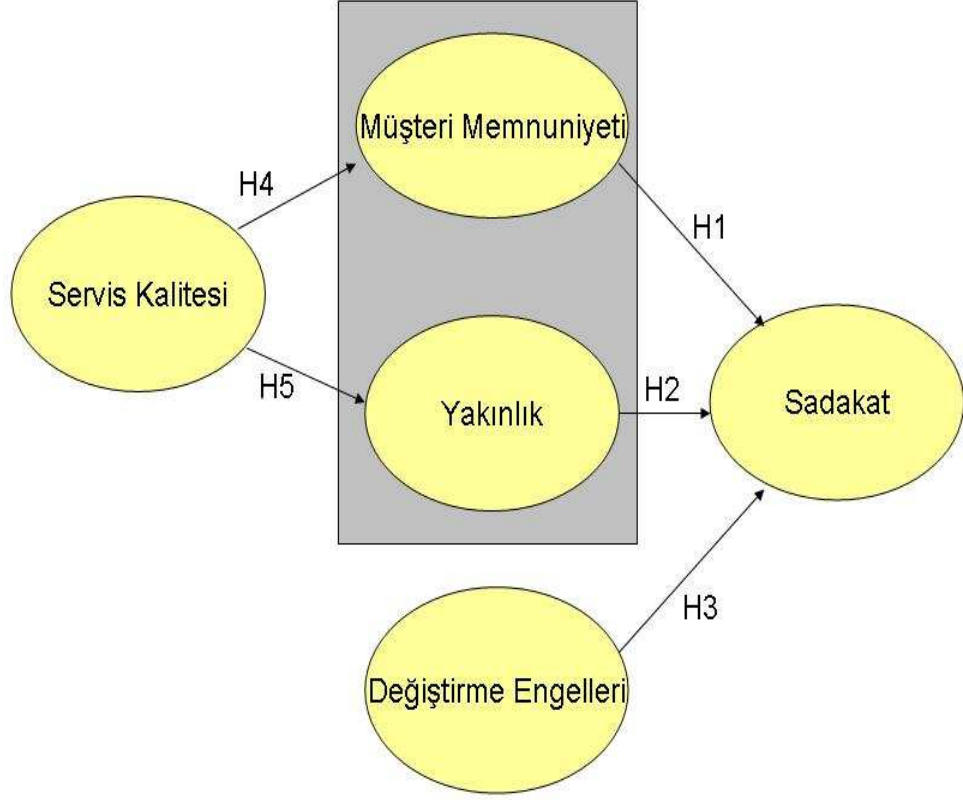 Müşteri Memnuniyeti
H4
H1
Servis Kalitesi
H5
Yakınlık
H2
Sadakat
H3
Değiştirme Engelleri